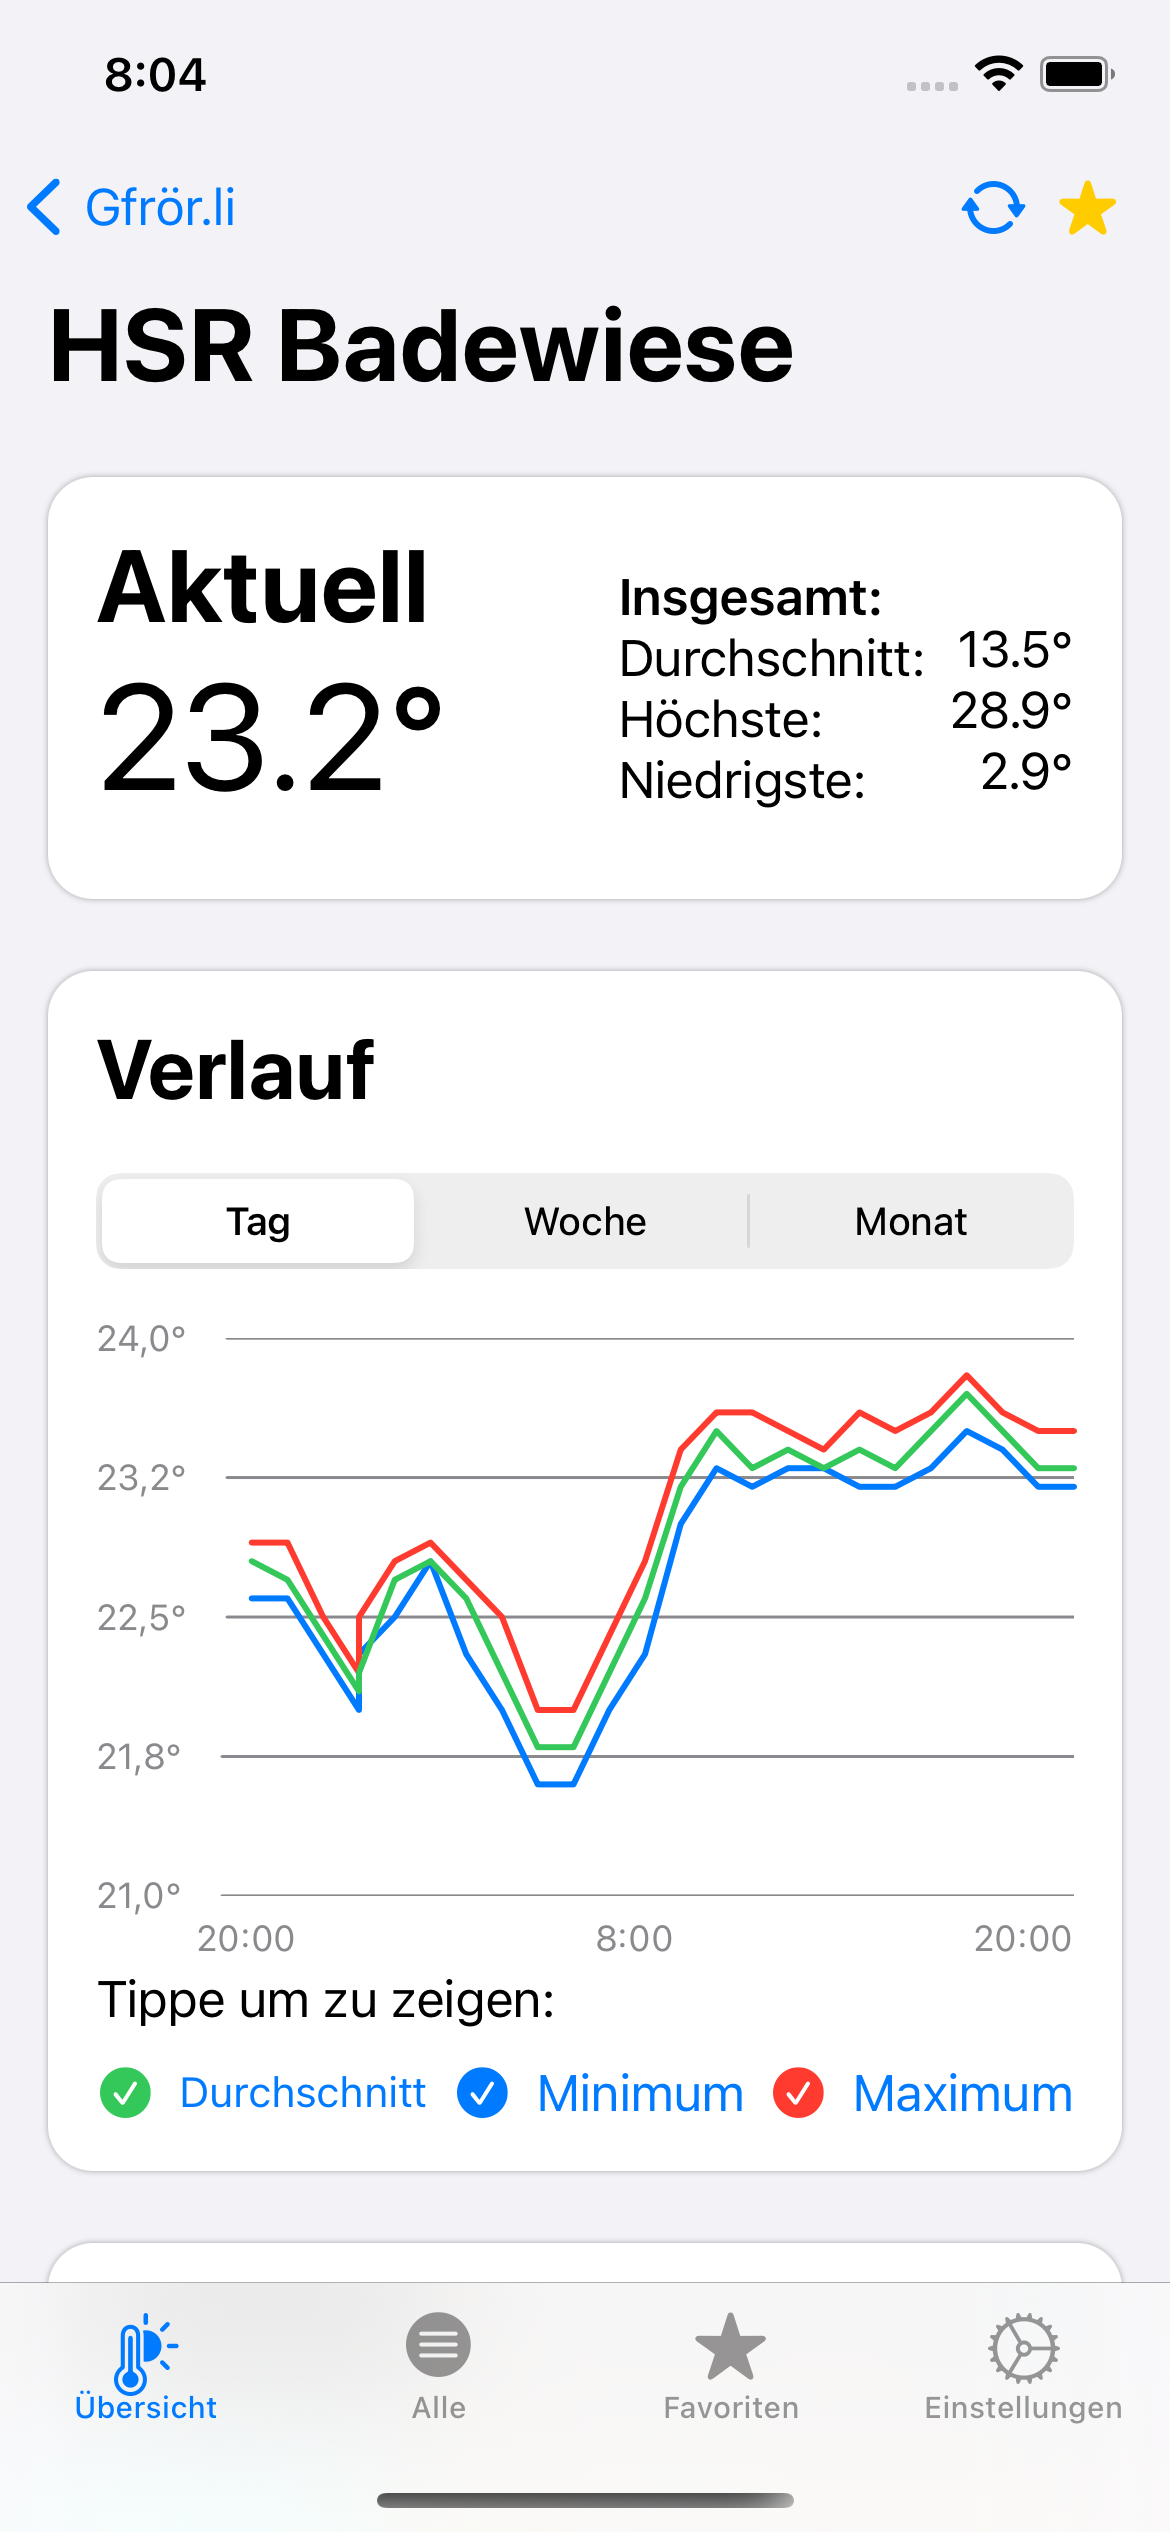 8:04
Gfrör.li
HSR Badewiese
Aktuell
23.2°
Insgesamt:
Durchschnitt: 13.5°
Höchste: 28.9°
Niedrigste: 2.9°
Verlauf
Tag Woche Monat
24,0°
23,2°
22,5°
21,8°
21,0°
20:00 8:00 20:00
Tippe um zu zeigen:
Durchschnitt Minimum Maximum
Übersicht Alle Favoriten Einstellungen